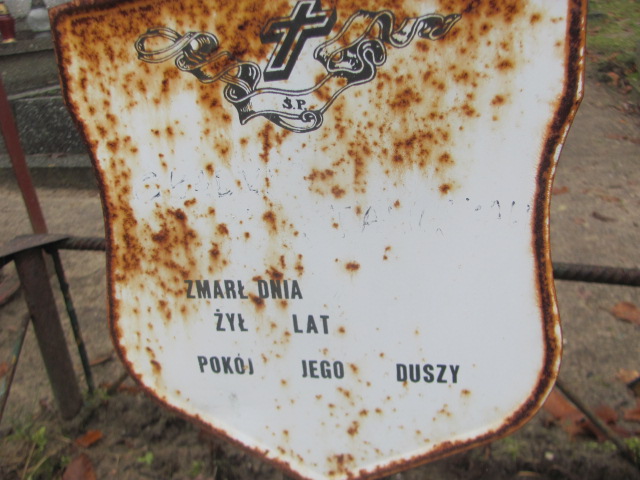 Ś.P.
ZMARŁ DNIA
ŻYŁ LAT
POKÓJ JEGO DUSZY